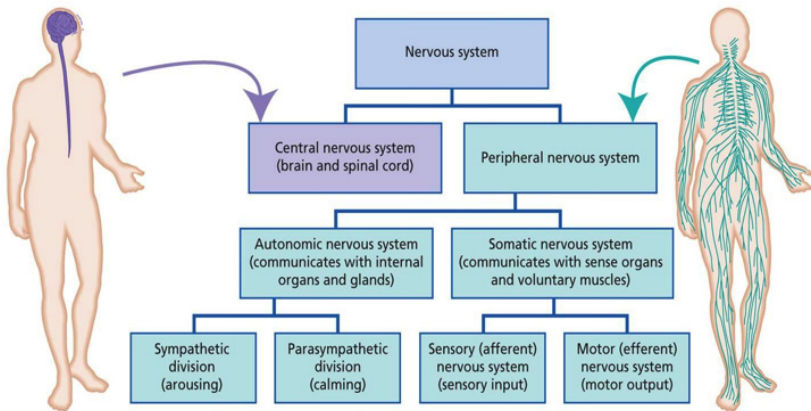 Nervous system
Central nervous system
(brain and spinal cord)
Peripheral nervous system
Autonomic nervous system
(communicates with internal
organs and glands)
Somatic nervous system
(communicates with sense organs
and voluntary muscles)
Sympathetic
division
(arousing)
Parasympathetic
division
(calming)
Sensory (afferent)
nervous system
(sensory input)
Motor (efferent)
nervous system
(motor output)